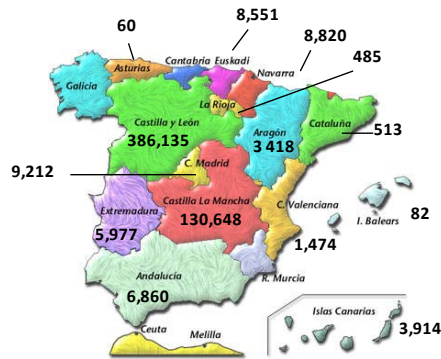 60
8,551
8,820
485
Asturias
Cantabria
Euskadi
Navarra
Galicia
La Rioja
Castilla y León
386,135
Aragón
3 418
Cataluña
513
9,212
C. Madrid
Castilla La Mancha
130,648
Extremadura
5,977
C. Valenciana
1,474
I. Balears
82
Andalucía
6,860
R. Murcia
Islas Canarias
3,914
Ceuta
Melilla